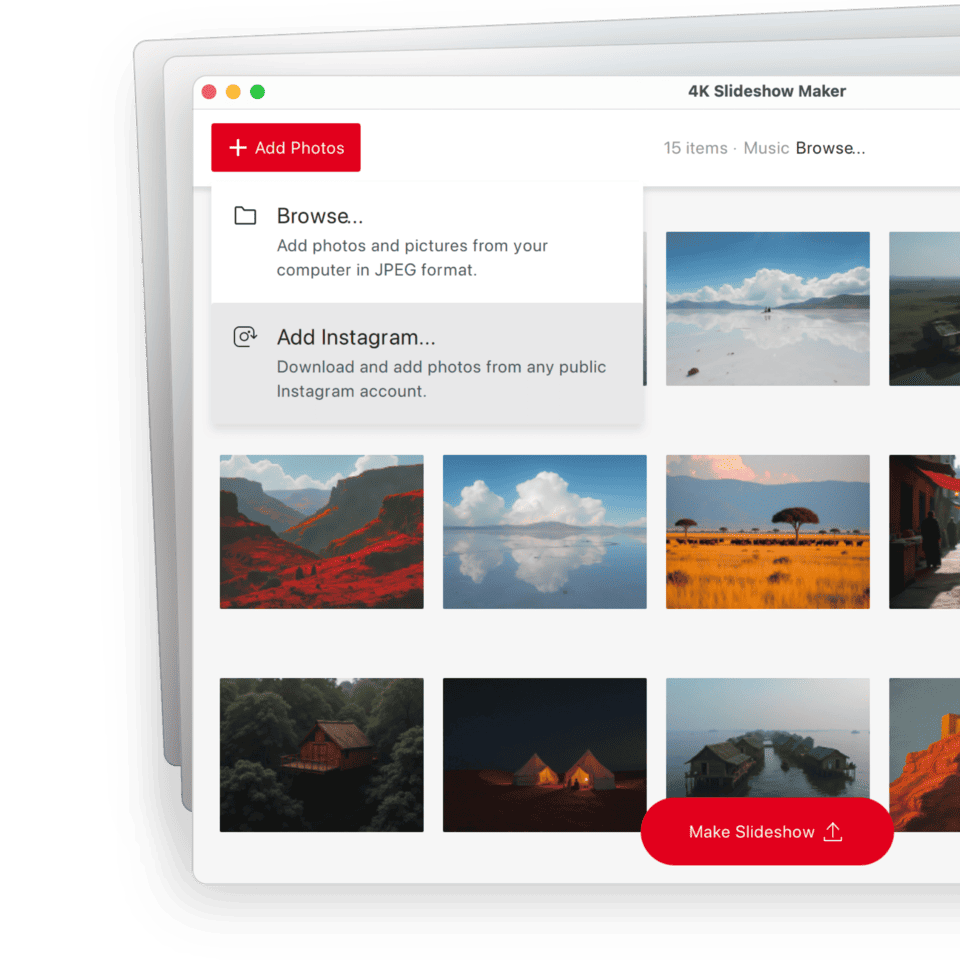 4K Slideshow Maker
Add Photos
15 items · Music Browse...
Browse...
Add photos and pictures from your
computer in JPEG format.
Add Instagram...
Download and add photos from any public
Instagram account.
Make Slideshow